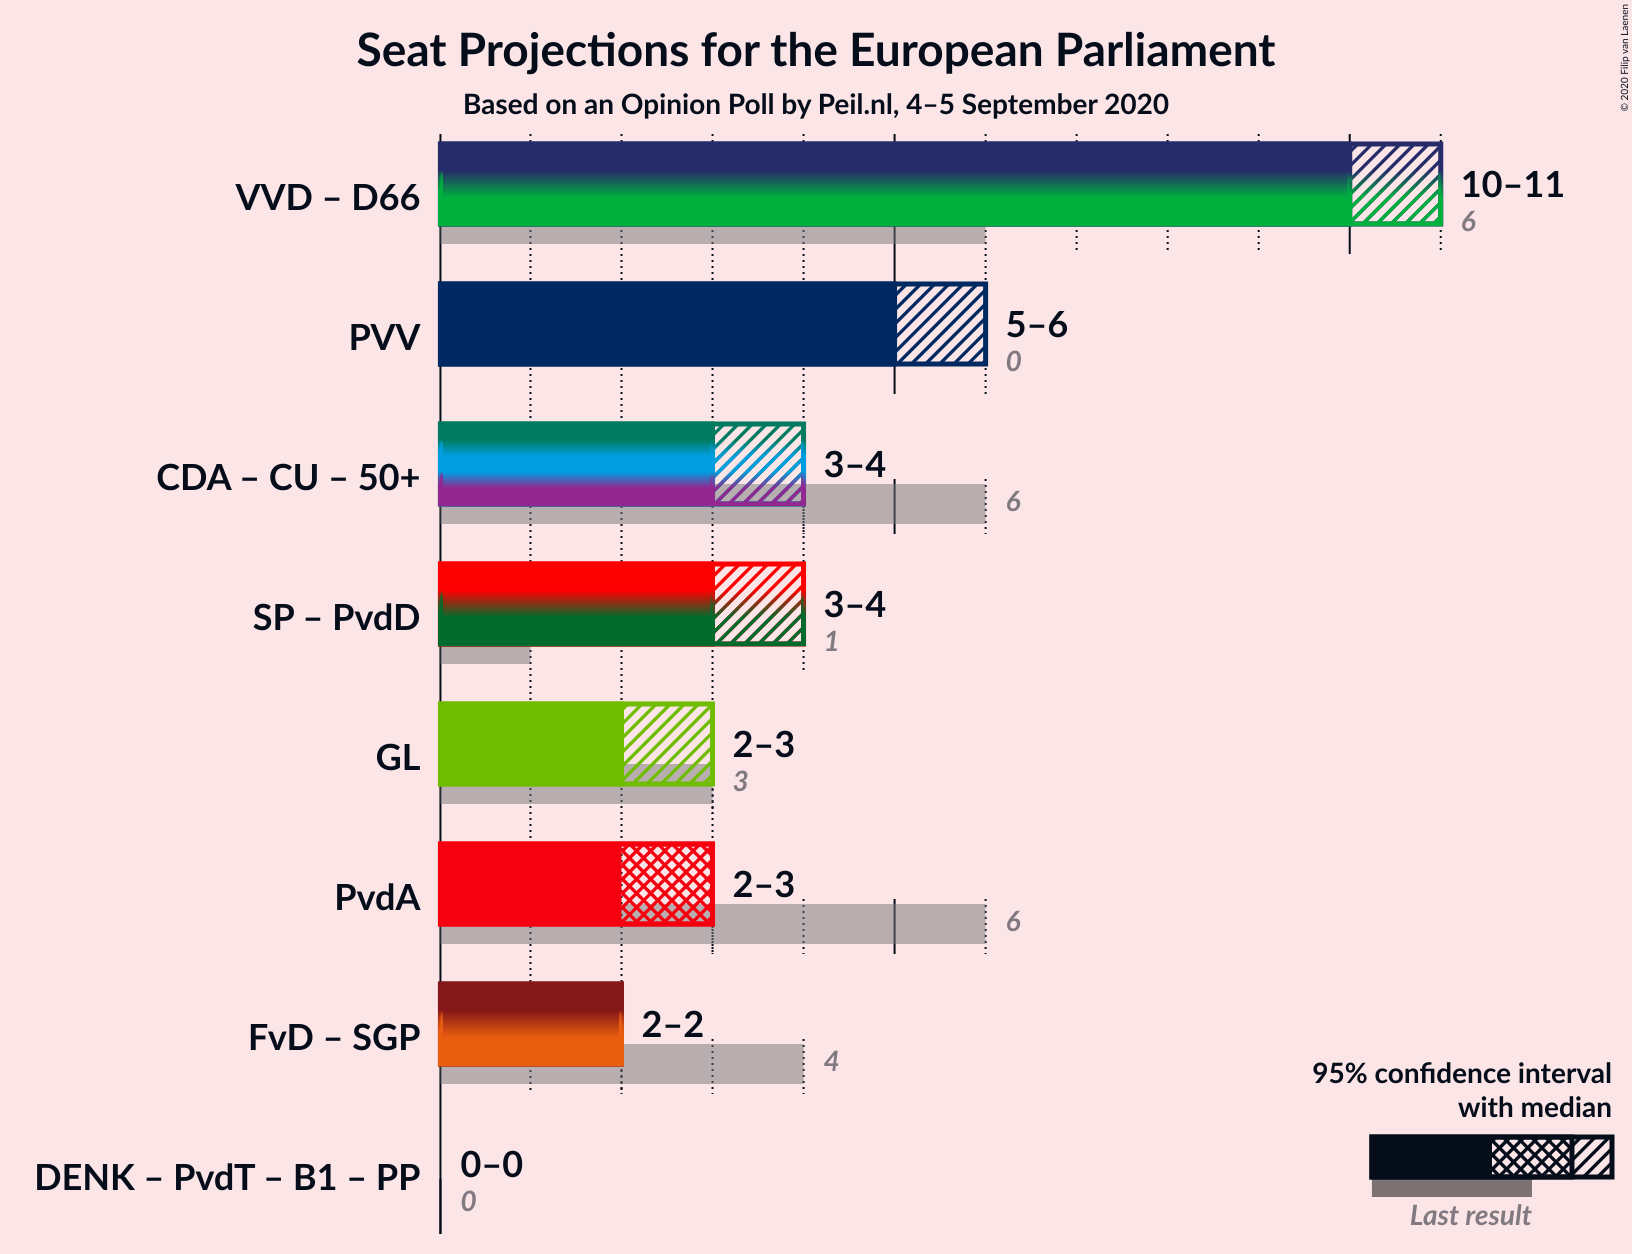 Seat Projections for the European Parliament
Based on an Opinion Poll by Peil.nl, 4–5 September 2020
© 2020 Filip van Laenen
VVD – D66
10–11
6
PVV
5–6
0
CDA – CU – 50+
3–4
6
SP – PvdD
3–4
1
GL
2–3
3
PvdA
2–3
6
FvD – SGP
2–2
4
DENK – PvdT – B1 – PP
0–0
0
95% confidence interval
with median
Last result